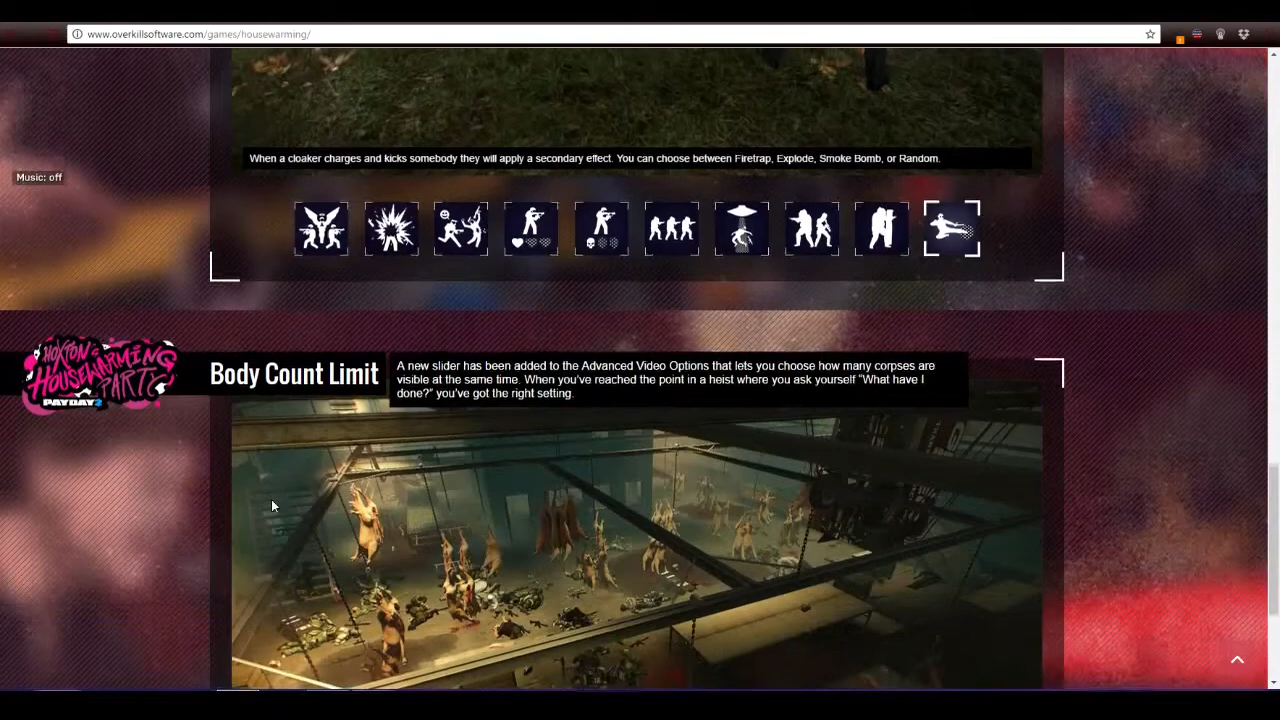 www.overkillsoftware.com/games/housewarming/
When a cloaker charges and kicks somebody they will apply a secondary effect. You can choose between Firetrap, Explode, Smoke Bomb, or Random.
Music: off
HOXTON'S
HOUSEWARMING
PARTY
PAYDAY 2
Body Count Limit
A new slider has been added to the Advanced Video Options that lets you choose how many corpses are
visible at the same time. When you've reached the point in a heist where you ask yourself "What have I
done?" you've got the right setting.